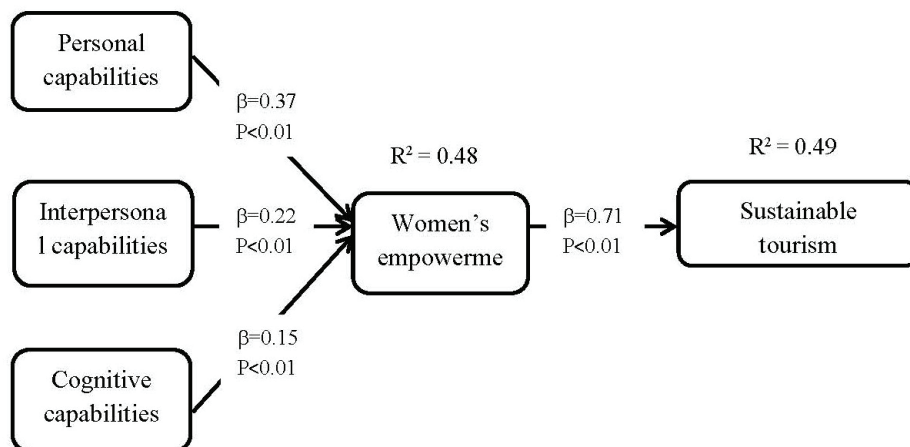 Personal
capabilities
β=0.37
P<0.01
R² = 0.48
R² = 0.49
Interpersona
l capabilities
β=0.22
P<0.01
Women’s
empowerme
β=0.71
P<0.01
Sustainable
tourism
β=0.15
P<0.01
Cognitive
capabilities